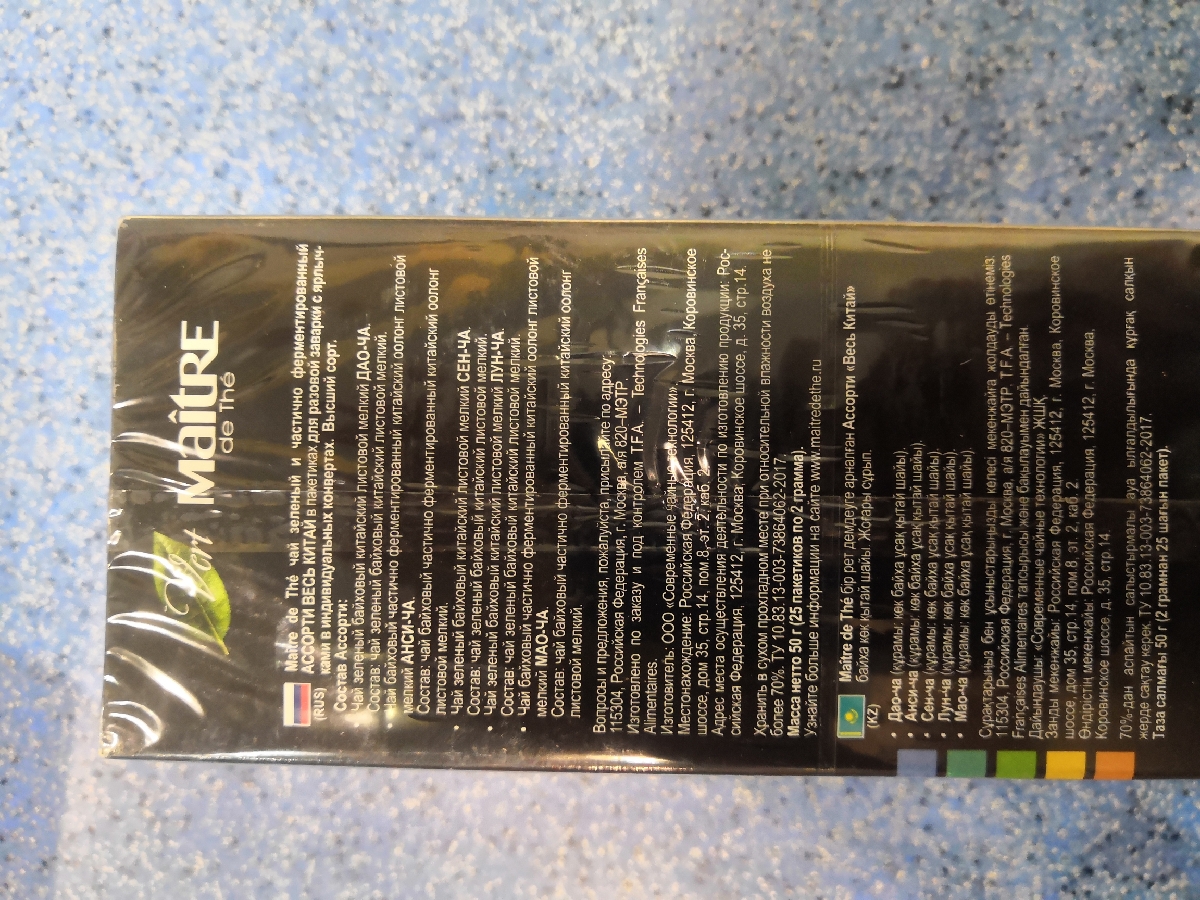 Vert
MaîTRE
de Thé
Maitre de Thé чай зеленый и частично ферментированный
(RUS) АССОРТИ ВЕСЬ КИТАЙ в пакетиках для разовой заварки с ярлыч-
ками в индивидуальных конвертах. Высший сорт.
Состав Ассорти:
• Чай зеленый байховый китайский листовой мелкий ДАО-ЧА.
Состав: чай зеленый байховый китайский листовой мелкий.
• Чай байховый частично ферментированный китайский оолонг листовой
мелкий АНСИ-ЧА.
Состав: чай байховый частично ферментированный китайский оолонг
листовой мелкий.
• Чай зеленый байховый китайский листовой мелкий СЕН-ЧА.
Состав: чай зеленый байховый китайский листовой мелкий.
• Чай зеленый байховый китайский листовой мелкий ЛУН-ЧА.
Состав: чай зеленый байховый китайский листовой мелкий.
• Чай байховый частично ферментированный китайский оолонг листовой
мелкий МАО-ЧА.
Состав: чай байховый частично ферментированный китайский оолонг
листовой мелкий.
Вопросы и предложения, пожалуйста, присылайте по адресу:
115304, Российская Федерация, г. Москва, а/я 820–МЭТР.
Изготовлено по заказу и под контролем T.F.A. – Technologies Françaises
Alimentaires.
Изготовитель: ООО «Современные чайные технологии».
Местонахождение: Российская Федерация, 125412, г. Москва, Коровинское
шоссе, дом 35, стр.14, пом.8, эт. 2, каб. 2.
Адрес места осуществления деятельности по изготовлению продукции: Рос-
сийская Федерация, 125412, г. Москва, Коровинское шоссе, д. 35, стр. 14.
Хранить в сухом прохладном месте при относительной влажности воздуха не
более 70%. ТУ 10.83.13-003-73864062-2017.
Масса нетто 50 г (25 пакетиков по 2 грамма).
Узнайте больше информации на сайте www.maitredethe.ru
Maitre de The бір рет демдеуге арналған Ассорти «Весь Китай»
(KZ) байха көк қытай шайы. Жоғары сұрып.
• Дао-ча (құрамы: көк байха ұсақ қытай шайы).
• Анси-ча (құрамы: көк байха ұсақ қытай шайы).
• Сен-ча (құрамы: көк байха ұсақ қытай шайы).
• Лун-ча (құрамы: көк байха ұсақ қытай шайы).
• Мао-ча (құрамы: көк байха ұсақ қытай шайы).
Сұрақтарыңыз бен ұсыныстарыңызды келесі мекенжайға жолдауды өтінеміз:
115304, Российская Федерация, г. Москва, а/я 820–МЭТР, T.F.A. – Technologies
Françaises Alimentaires тапсырысы және бақылауымен дайындалған.
Дайындаушы: «Современные чайные технологии» ЖШҚ
Заңды мекенжайы: Российская Федерация, 125412, г. Москва, Коровинское
шоссе, дом 35, стр.14, пом 8, эт. 2, каб. 2.
Өндірістің мекенжайы: Российская Федерация, 125412, г. Москва,
Коровинское шоссе, д. 35, стр. 14.
70%-дан аспайтын салыстырмалы ауа ылғалдылығында құрғақ салқын
жерде сақтау керек. ТУ 10.83.13-003-73864062-2017.
Таза салмағы 50 г (2 грамнан 25 шағын пакет).